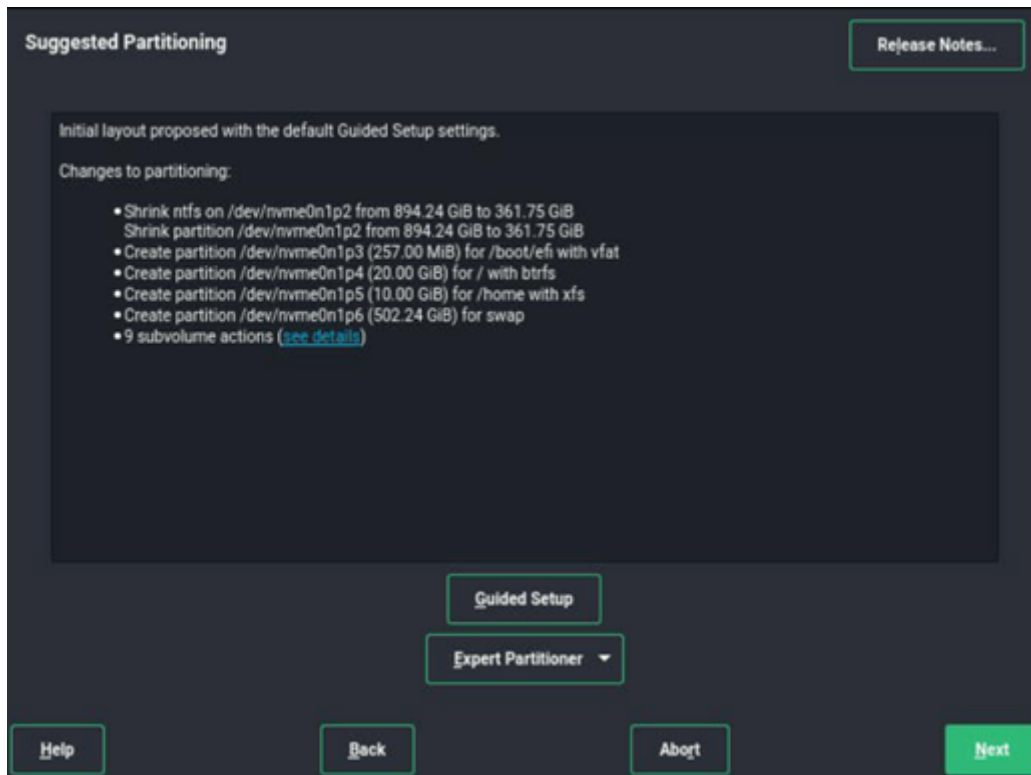 Suggested Partitioning
Release Notes...
Initial layout proposed with the default Guided Setup settings.
Changes to partitioning:
• Shrink ntfs on /dev/nvme0n1p2 from 894.24 GiB to 361.75 GiB
Shrink partition /dev/nvme0n1p2 from 894.24 GiB to 361.75 GiB
• Create partition /dev/nvme0n1p3 (257.00 MiB) for /boot/efi with vfat
• Create partition /dev/nvme0n1p4 (20.00 GiB) for / with btrfs
• Create partition /dev/nvme0n1p5 (10.00 GiB) for /home with xfs
• Create partition /dev/nvme0n1p6 (502.24 GiB) for swap
• 9 subvolume actions (see details)
Guided Setup
Expert Partitioner
Help
Back
Abort
Next